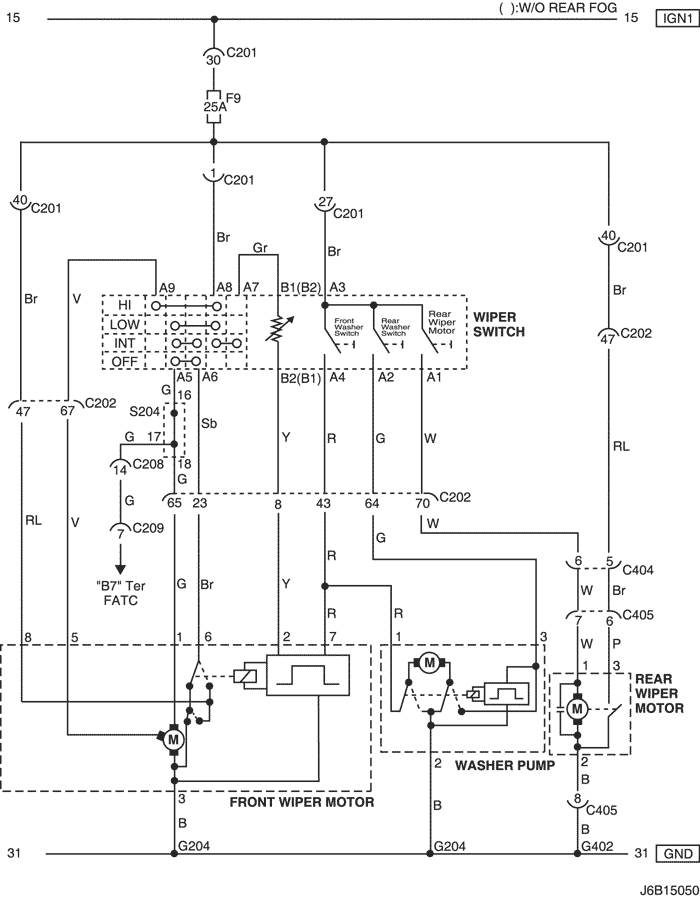 ( ):W/O REAR FOG
15
15
IGN1
30
C201
F9
25A
40
C201
1
C201
27
C201
40
C201
Br
Gr
Br
Br
V
Br
A9
A8
A7
B1(B2)
A3
HI
LOW
INT
OFF
Front
Washer
Switch
Rear
Washer
Switch
Rear
Wiper
Motor
WIPER
SWITCH
47
C202
A5
A6
B2(B1)
A4
A2
A1
G
16
47
67
C202
S204
Sb
G
17
Y
R
G
W
RL
14
C208
18
G
65
23
8
43
64
70
C202
G
W
RL
V
7
C209
G
"B7" Ter
FATC
G
Br
Y
R
6
5
C404
W
Br
R
R
7
6
C405
8
5
1
6
2
7
1
3
W
P
1
3
M
M
M
REAR
WIPER
MOTOR
2
WASHER PUMP
2
B
3
FRONT WIPER MOTOR
8
C405
B
B
B
31
G204
G204
G402
31
GND
J6B15050